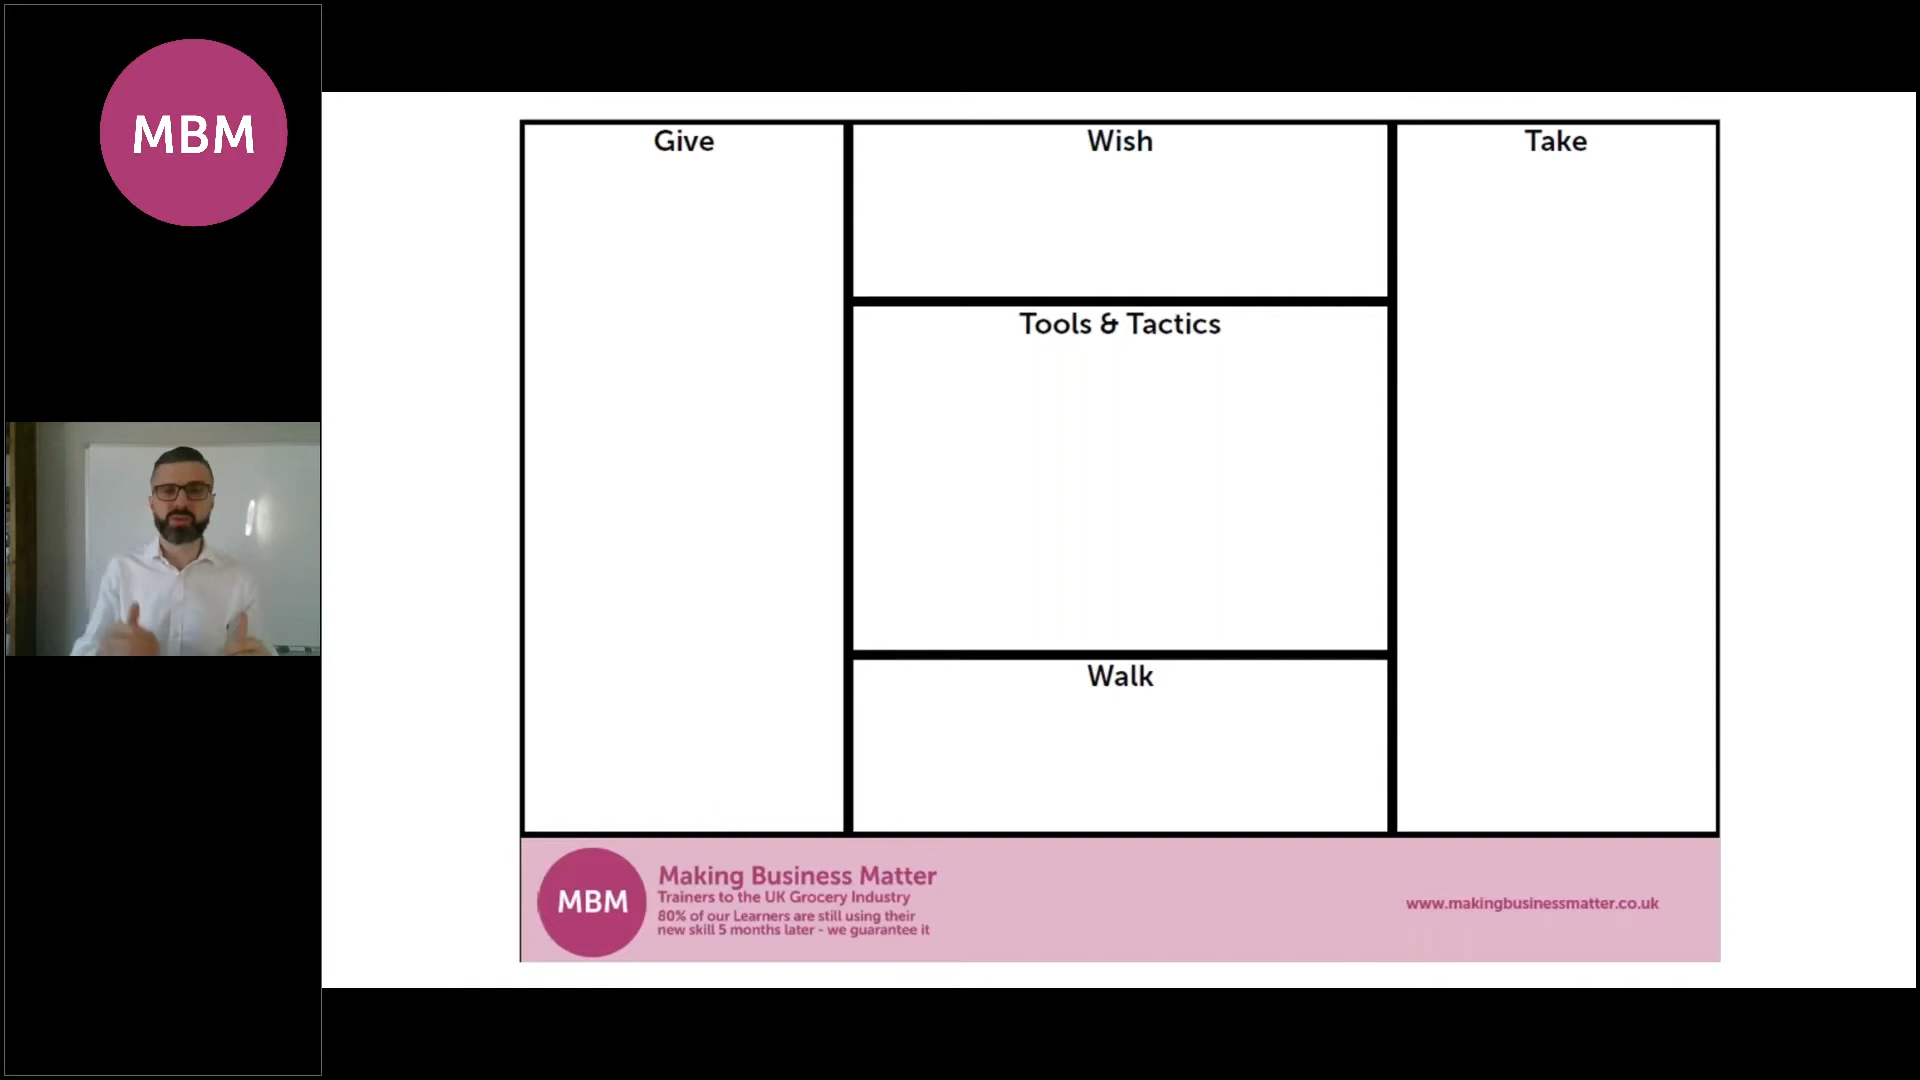 MBM
Give
Wish
Take
Tools & Tactics
Walk
MBM
Making Business Matter
Trainers to the UK Grocery Industry
80% of our Learners are still using their
new skill 5 months later - we guarantee it
www.makingbusinessmatter.co.uk